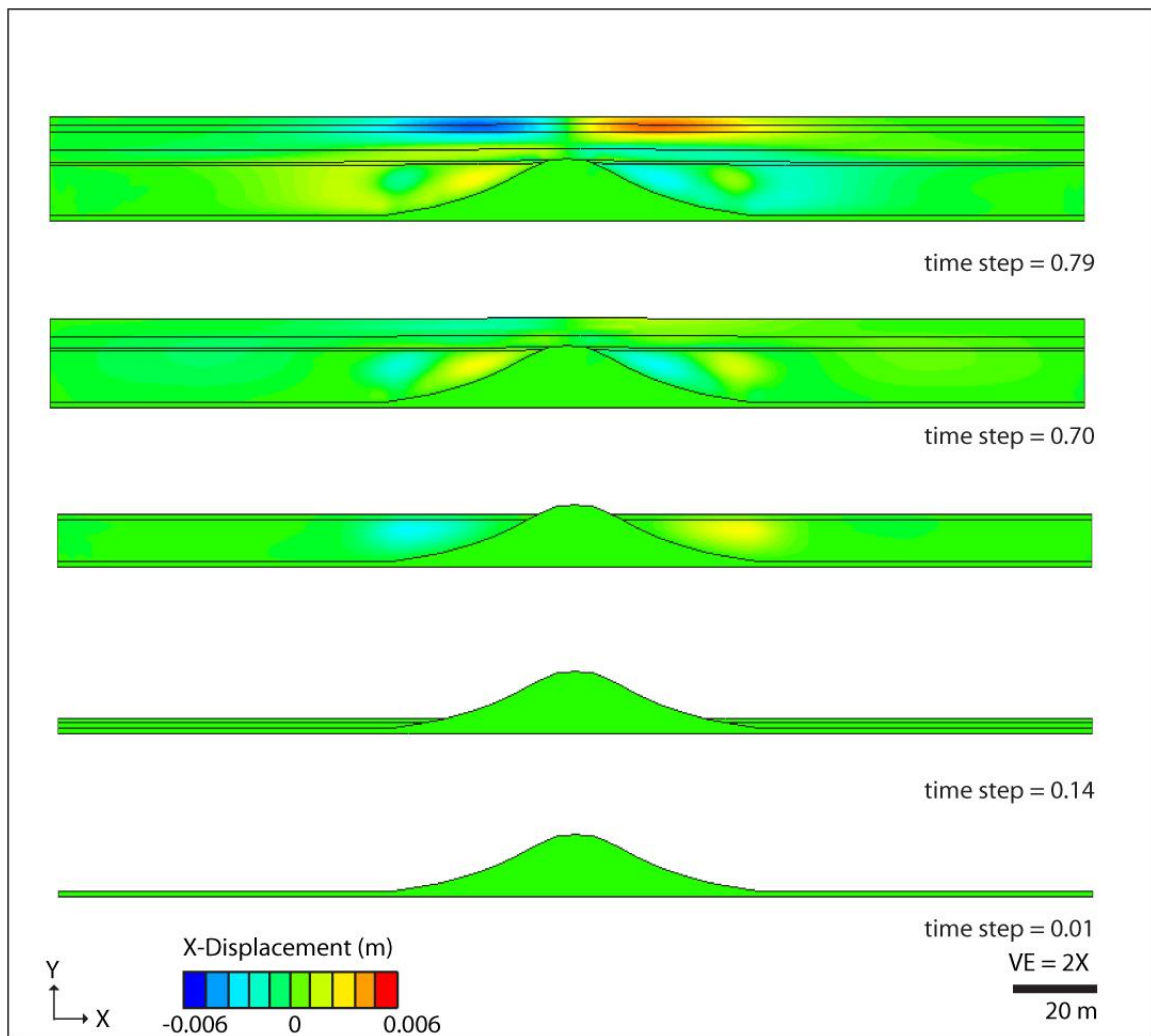 time step = 0.79
time step = 0.70
time step = 0.14
time step = 0.01
X-Displacement (m)
-0.006 0 0.006
Y
X
VE = 2X
20 m